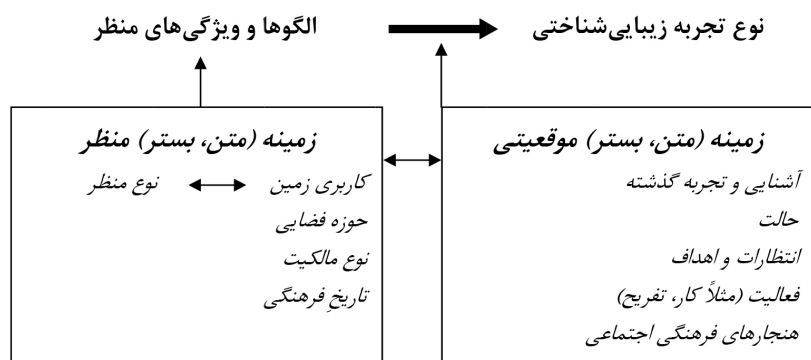 نوع تجربه زیبایی‌شناختی
الگوها و ویژگی‌های منظر
زمینه (متن، بستر) موقعیتی
آشنایی و تجربه گذشته
حالت
انتظارات و اهداف
فعالیت (مثلاً کار، تفریح)
هنجارهای فرهنگی اجتماعی
زمینه (متن، بستر) منظر
کاربری زمین نوع منظر
حوزه فضایی
نوع مالکیت
تاریخِ فرهنگی